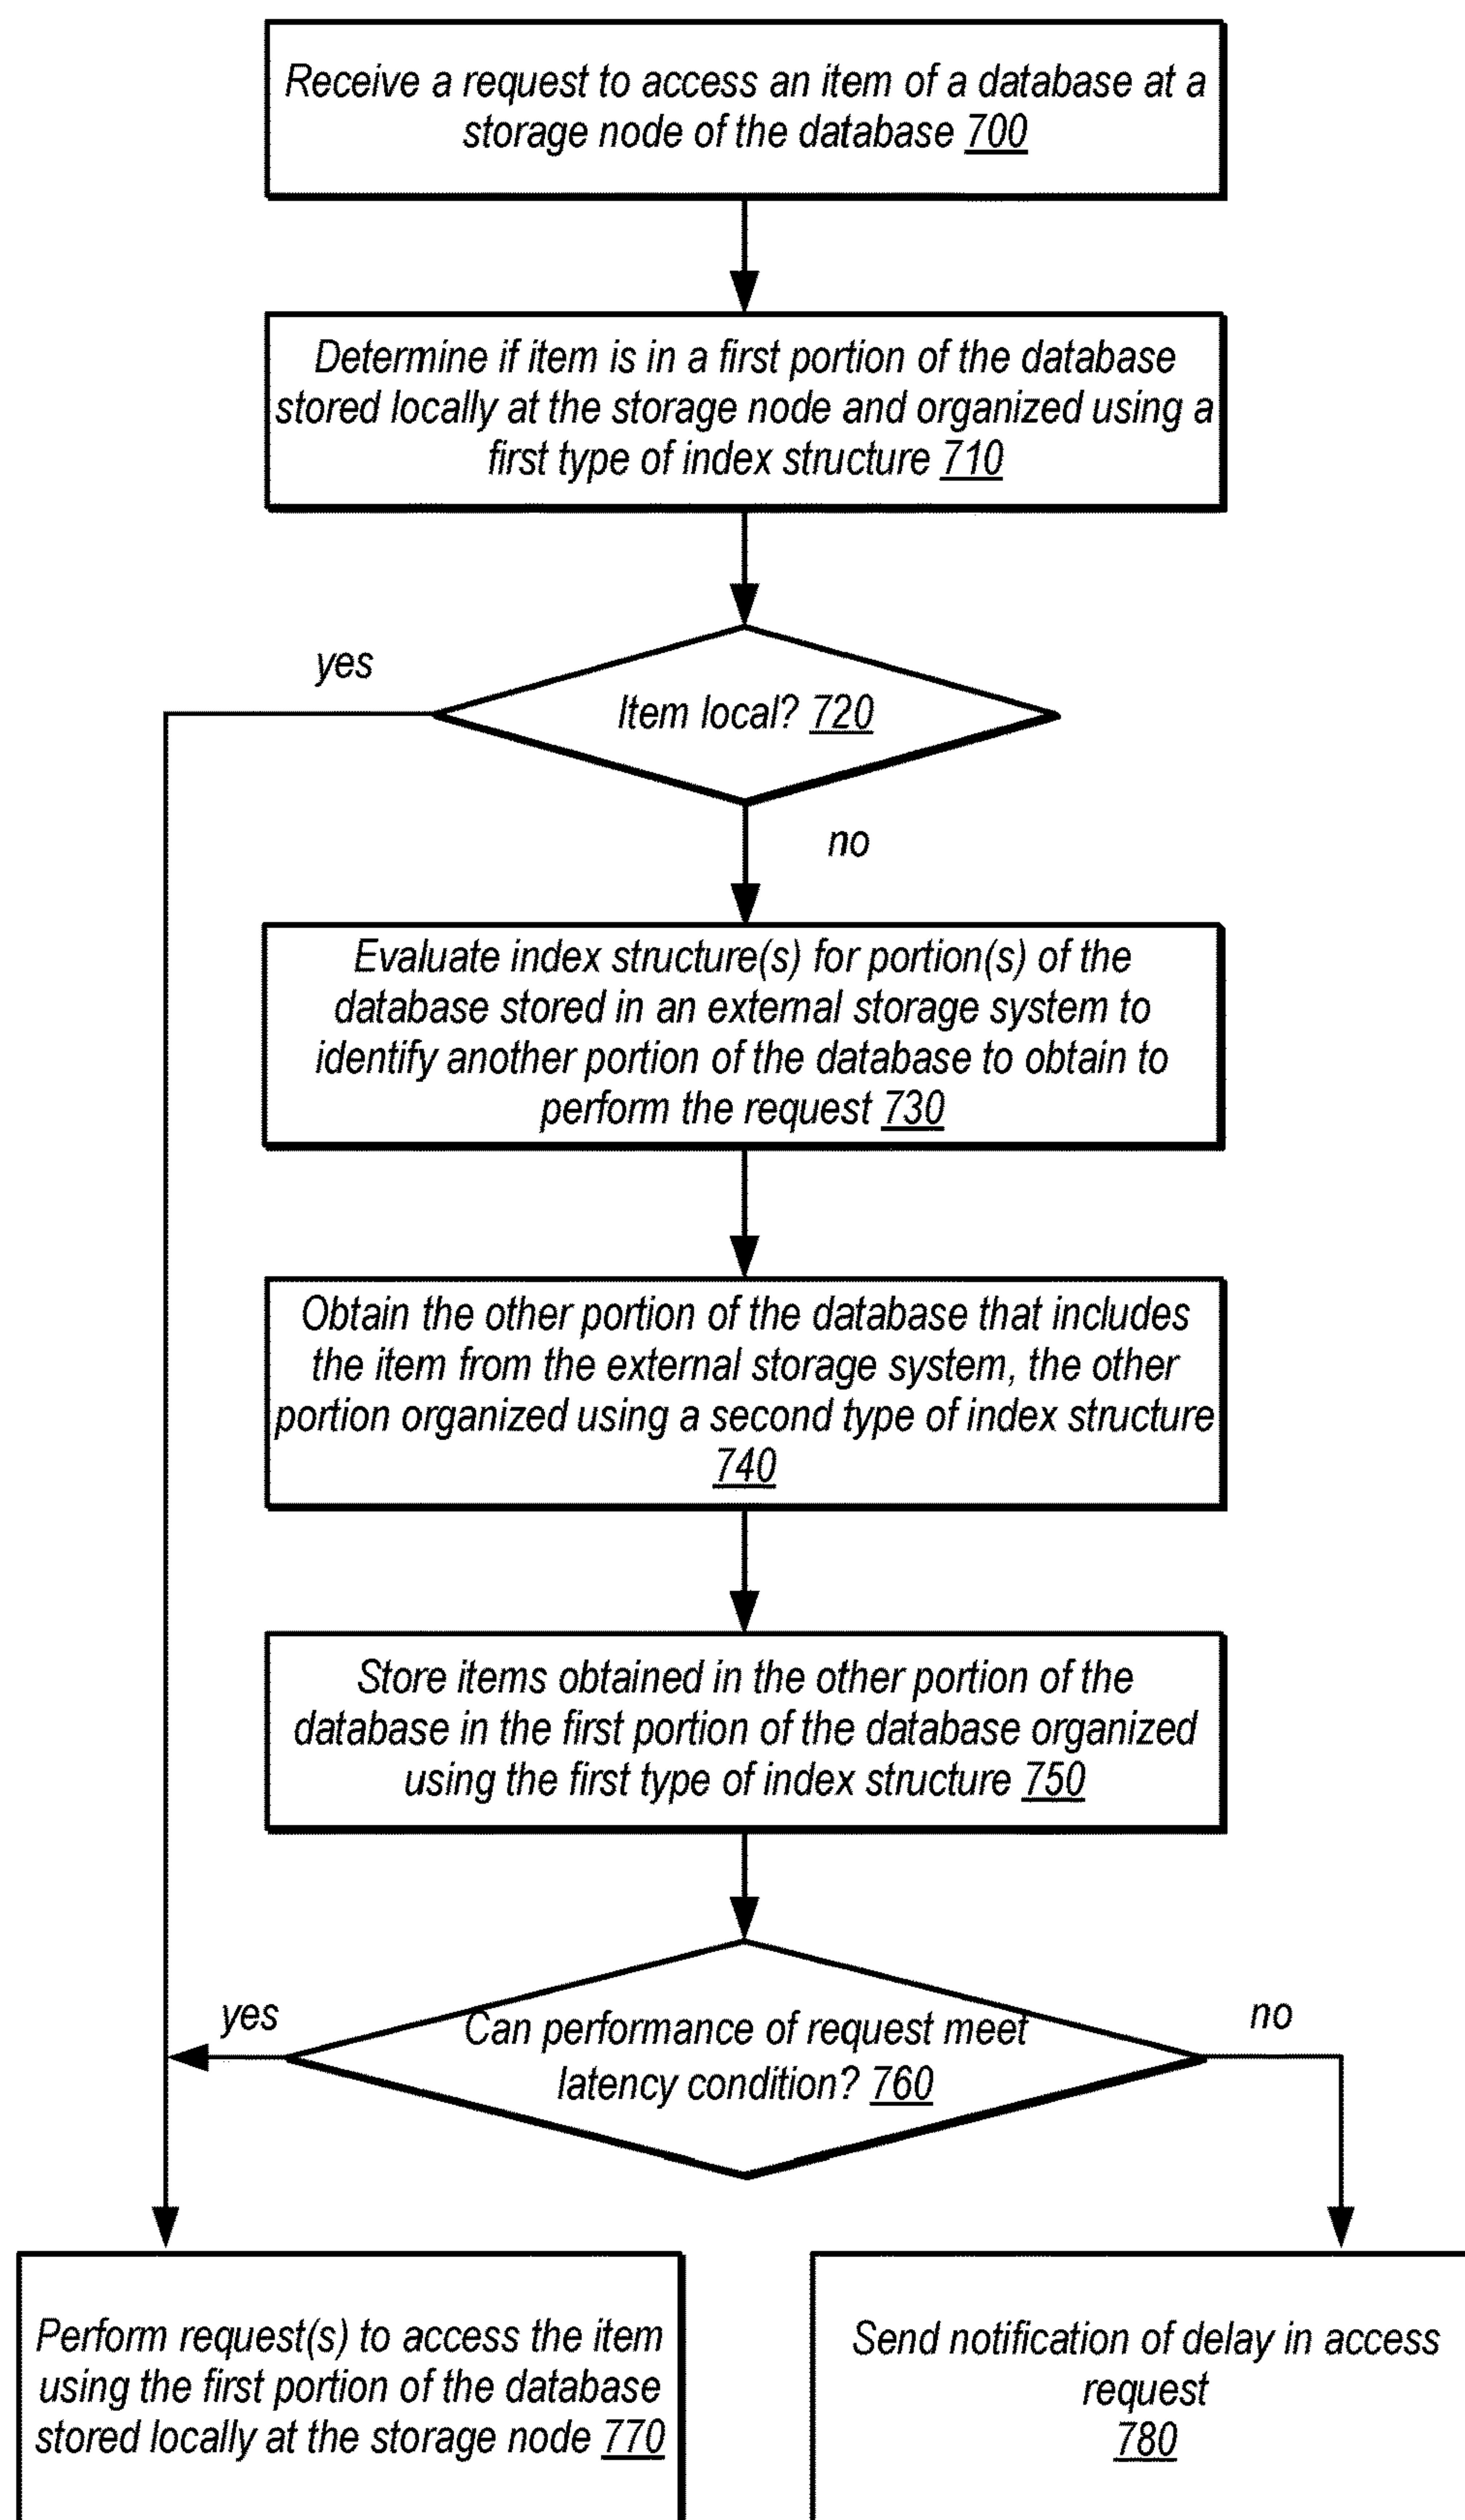 Receive a request to access an item of a database at a
storage node of the database 700
Determine if item is in a first portion of the database
stored locally at the storage node and organized using a
first type of index structure 710
yes
Item local? 720
no
Evaluate index structure(s) for portion(s) of the
database stored in an external storage system to
identify another portion of the database to obtain to
perform the request 730
Obtain the other portion of the database that includes
the item from the external storage system, the other
portion organized using a second type of index structure
740
Store items obtained in the other portion of the
database in the first portion of the database organized
using the first type of index structure 750
yes
Can performance of request meet
latency condition? 760
no
Perform request(s) to access the item
using the first portion of the database
stored locally at the storage node 770
Send notification of delay in access
request
780